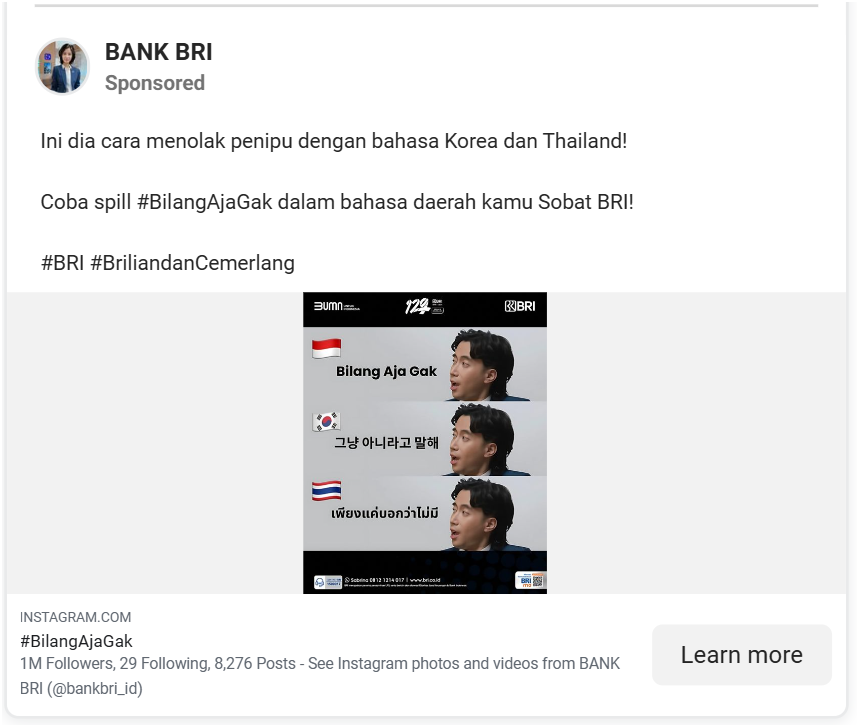 BANK BRI
Sponsored
Ini dia cara menolak penipu dengan bahasa Korea dan Thailand!
Coba spill #BilangAjaGak dalam bahasa daerah kamu Sobat BRI!
#BRI #BriliandanCemerlang
BUMN
129
BRI
Bilang Aja Gak
그냥 아니라고 말해
เพียงแค่บอกว่าไม่มี
Sabrina 0812 1214 017 | www.bri.co.id
BRI
INSTAGRAM.COM
#BilangAjaGak
1M Followers, 29 Following, 8,276 Posts - See Instagram photos and videos from BANK
BRI (@bankbri_id)
Learn more